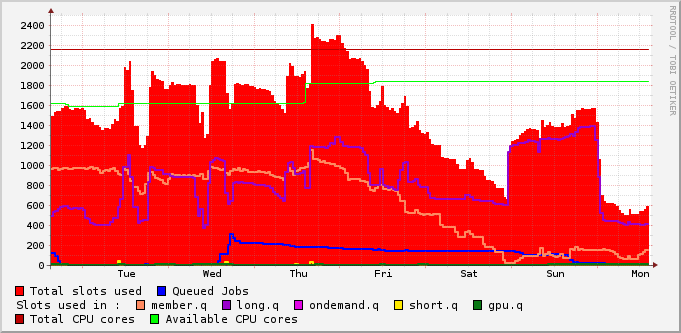 2400
2200
2000
1800
1600
1400
1200
1000
800
600
400
200
0
Tue Wed Thu Fri Sat Sun Mon
RRDTOOL / TOBI OETIKER
Total slots used Queued Jobs
Slots used in : member.q long.q ondemand.q short.q gpu.q
Total CPU cores Available CPU cores